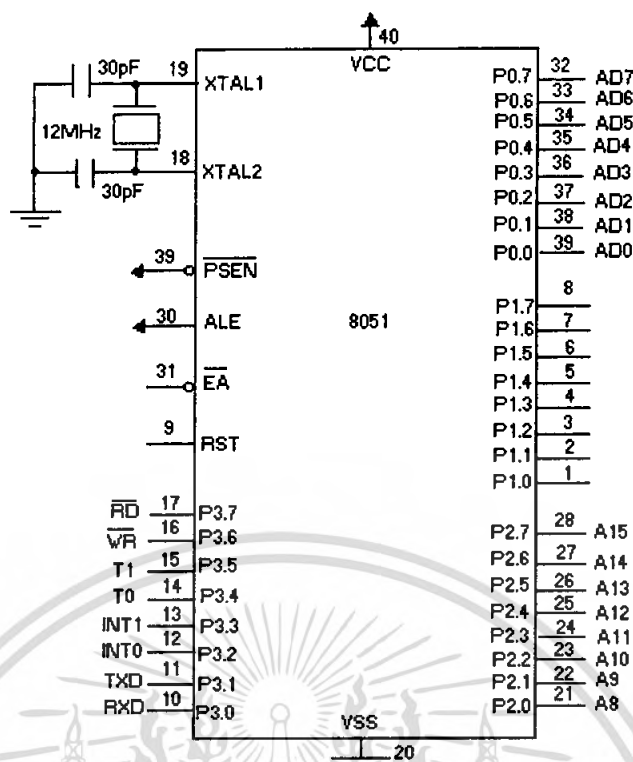 40
VCC
30pF
19 XTAL1
12MHz
18 XTAL2
30pF
39 PSEN
30 ALE
31 EA
9 RST
8051
RD 17 P3.7
WR 16 P3.6
T1 15 P3.5
T0 14 P3.4
INT1 13 P3.3
INT0 12 P3.2
TXD 11 P3.1
RXD 10 P3.0
P0.7 32 AD7
P0.6 33 AD6
P0.5 34 AD5
P0.4 35 AD4
P0.3 36 AD3
P0.2 37 AD2
P0.1 38 AD1
P0.0 39 AD0
P1.7 8
P1.6 7
P1.5 6
P1.4 5
P1.3 4
P1.2 3
P1.1 2
P1.0 1
P2.7 28 A15
P2.6 27 A14
P2.5 26 A13
P2.4 25 A12
P2.3 24 A11
P2.2 23 A10
P2.1 22 A9
P2.0 21 A8
VSS
20